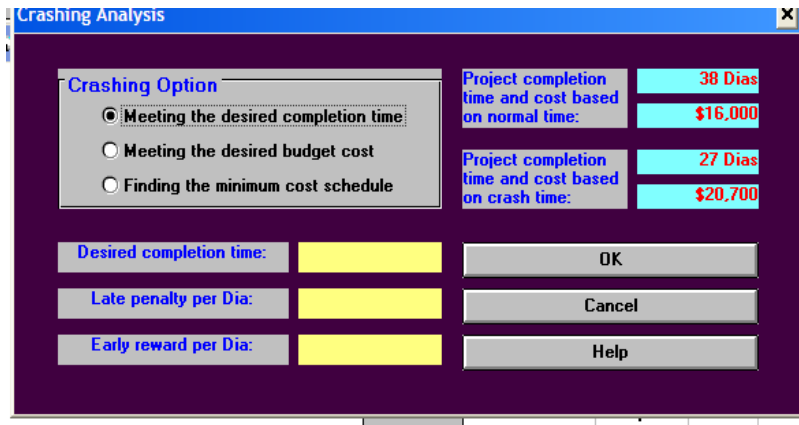 Crashing Analysis
Crashing Option
Meeting the desired completion time
Meeting the desired budget cost
Finding the minimum cost schedule
Project completion
time and cost based
on normal time:
38 Dias
$16,000
Project completion
time and cost based
on crash time:
27 Dias
$20,700
Desired completion time:
Late penalty per Dia:
Early reward per Dia:
OK
Cancel
Help